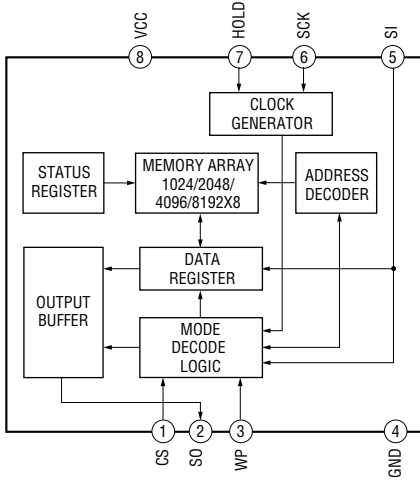 VCC
HOLD
SCK
SI
8
7
6
5
CLOCK
GENERATOR
STATUS
REGISTER
MEMORY ARRAY
1024/2048/
4096/8192X8
ADDRESS
DECODER
DATA
REGISTER
OUTPUT
BUFFER
MODE
DECODE
LOGIC
1
2
3
4
CS
SO
WP
GND